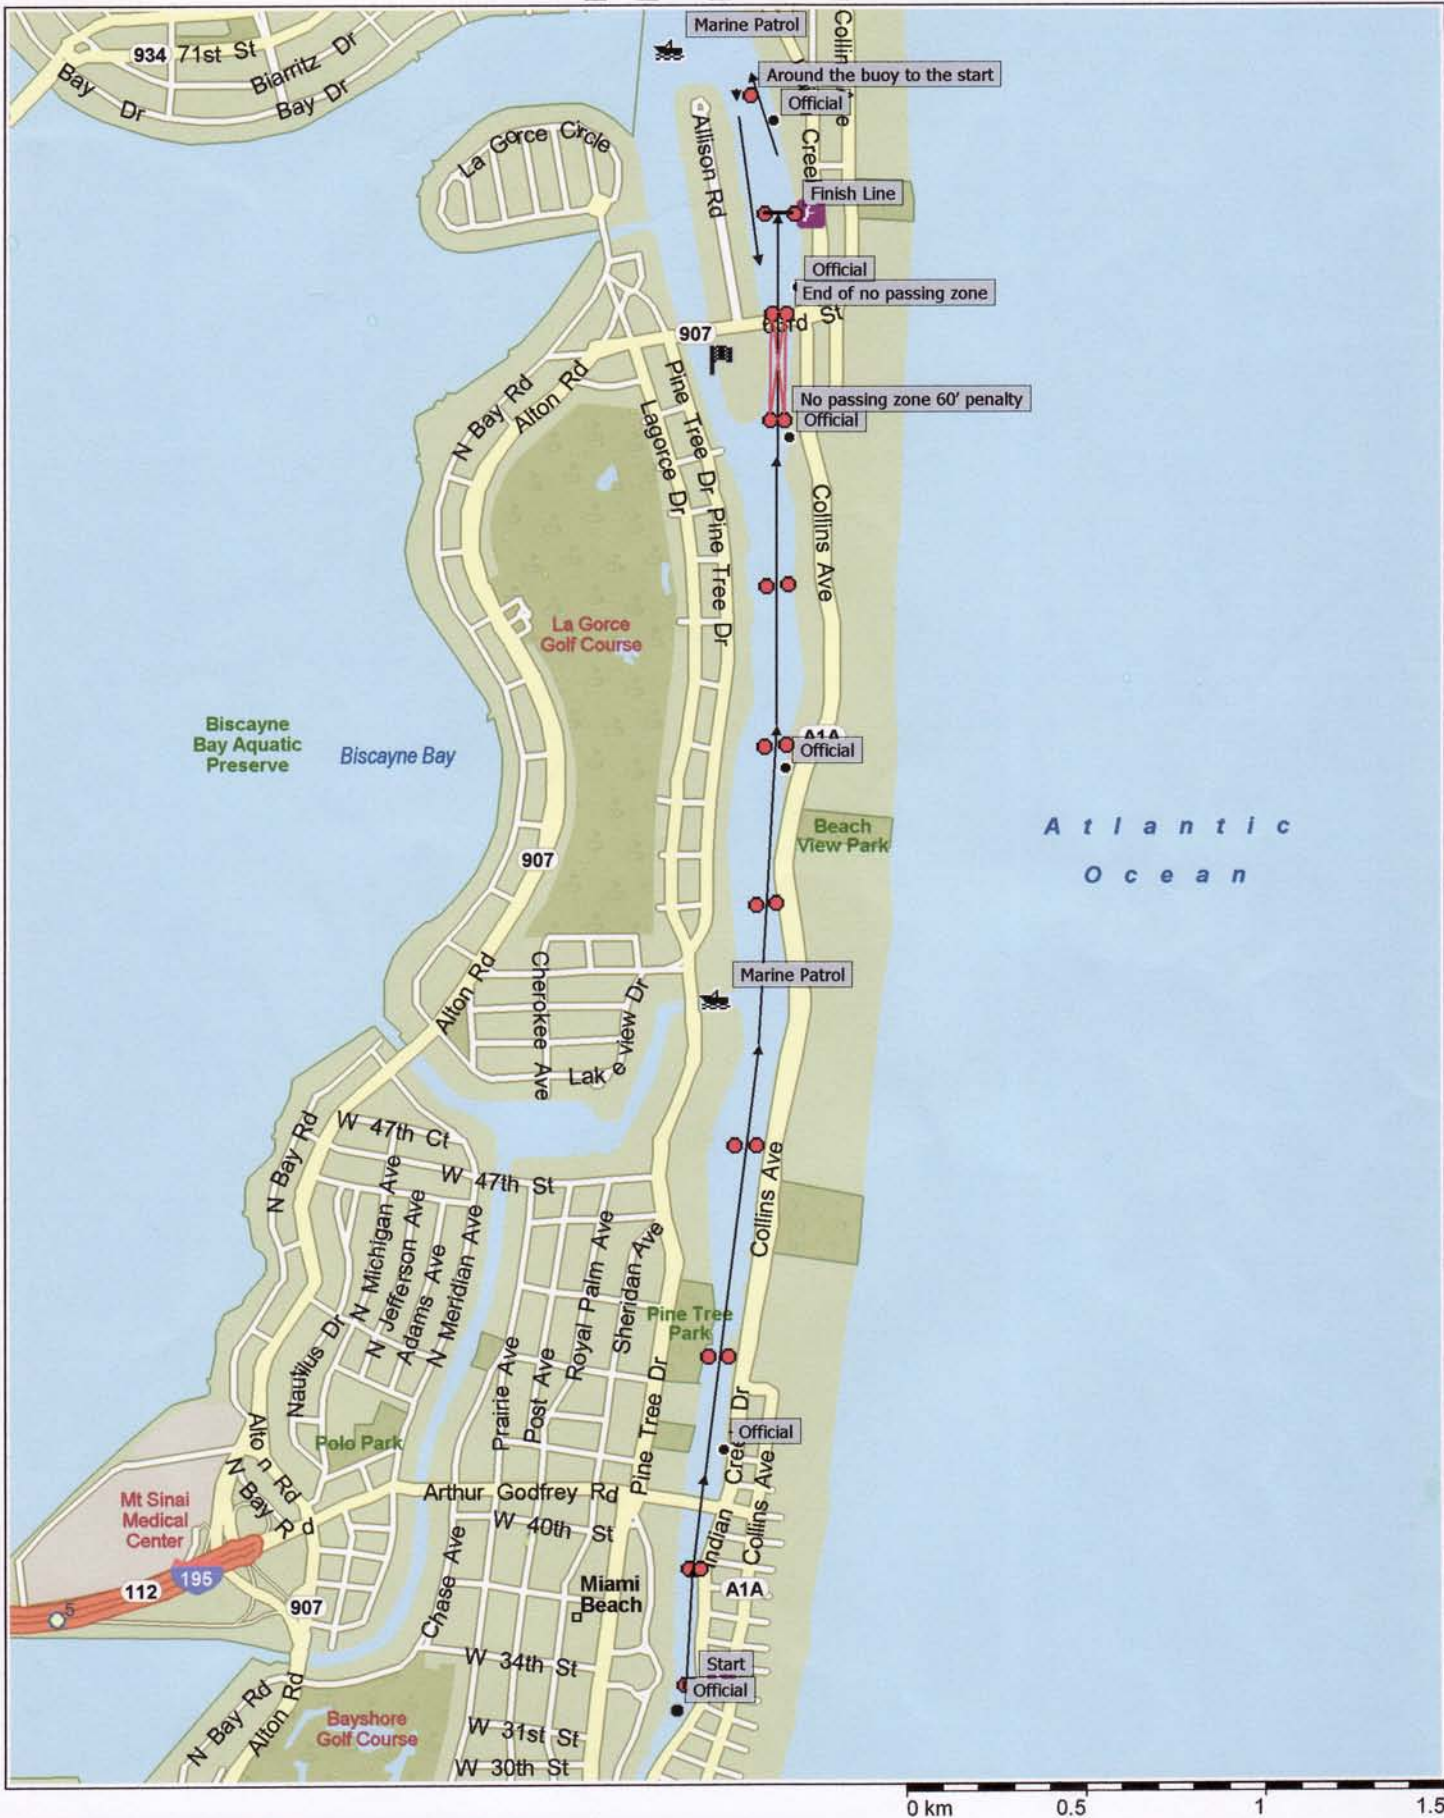 Marine Patrol
Collins Ave
934 71st St
Biarritz Dr
Bay Dr
Bay Dr
Around the buoy to the start
Official
La Gorce Circle
Allison Rd
Finish Line
Official
End of no passing zone
907
63rd St
No passing zone 60' penalty
Official
N Bay Rd
Alton Rd
Pine Tree Dr
Lagorce Dr
Pine Tree Dr
Collins Ave
La Gorce
Golf Course
Biscayne
Bay Aquatic
Preserve
Biscayne Bay
A1A
Official
Atlantic
Ocean
Beach
View Park
907
Marine Patrol
Alton Rd
Cherokee Ave
Lake view Dr
N Bay Rd
W 47th Ct
W 47th St
Collins Ave
N Michigan Ave
N Jefferson Ave
Adams Ave
N Meridian Ave
Royal Palm Ave
Sheridan Ave
Pine Tree
Park
Nautilus Dr
Prairie Ave
Post Ave
Pine Tree Dr
Polo Park
Official
Alton Rd
N Bay Rd
Arthur Godfrey Rd
Indian Creek Dr
Collins Ave
Mt Sinai
Medical
Center
W 40th St
Chase Ave
195
112
5
907
Miami
Beach
A1A
W 34th St
Start
Official
N Bay Rd
Alton Rd
Bayshore
Golf Course
W 31st St
W 30th St
0 km 0.5 1 1.5